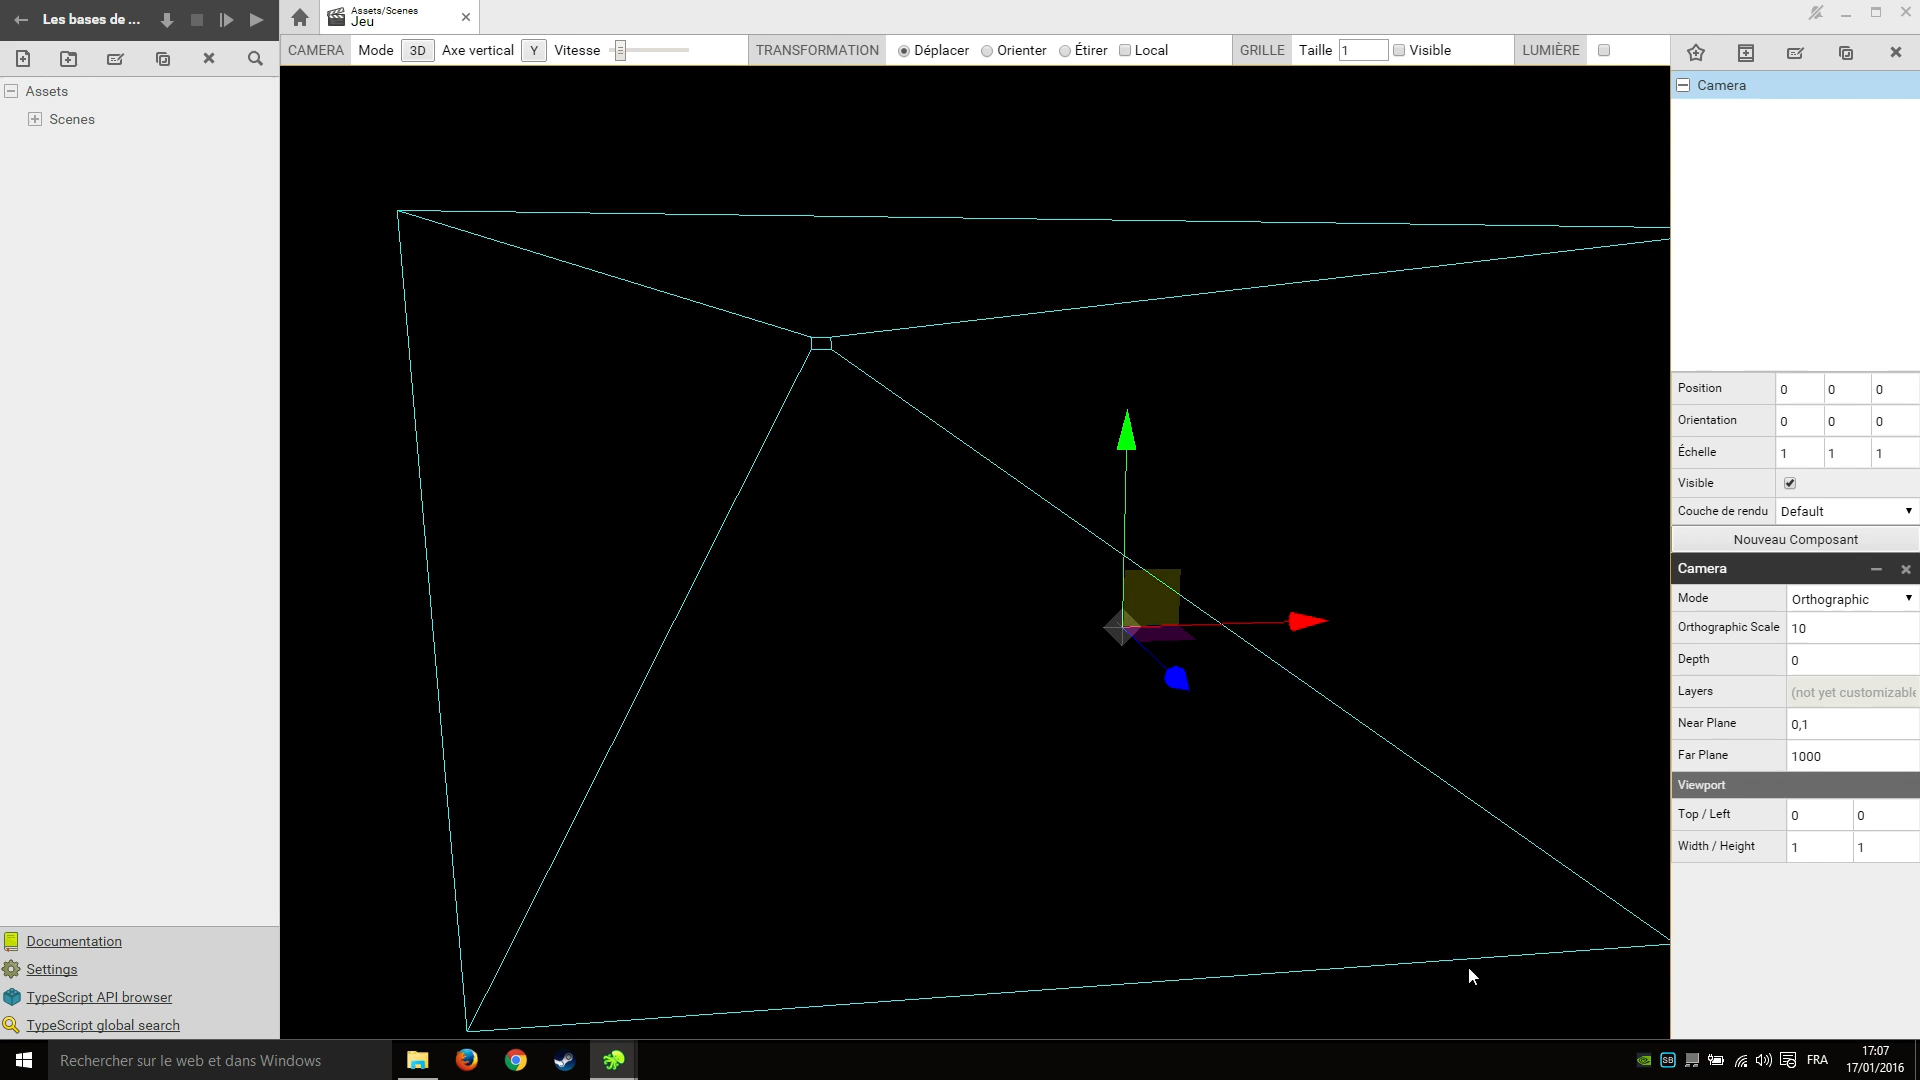 Les bases de ...
Assets/Scenes
Jeu
CAMERA Mode 3D Axe vertical Y Vitesse
TRANSFORMATION Déplacer Orienter Étirer Local
GRILLE Taille 1 Visible
LUMIÈRE
Assets
Scenes
Camera
Position 0 0 0
Orientation 0 0 0
Échelle 1 1 1
Visible
Couche de rendu Default
Nouveau Composant
Camera
Mode Orthographic
Orthographic Scale 10
Depth 0
Layers (not yet customizable
Near Plane 0,1
Far Plane 1000
Viewport
Top / Left 0 0
Width / Height 1 1
Documentation
Settings
TypeScript API browser
TypeScript global search
Rechercher sur le web et dans Windows
SB
FRA
17:07
17/01/2016